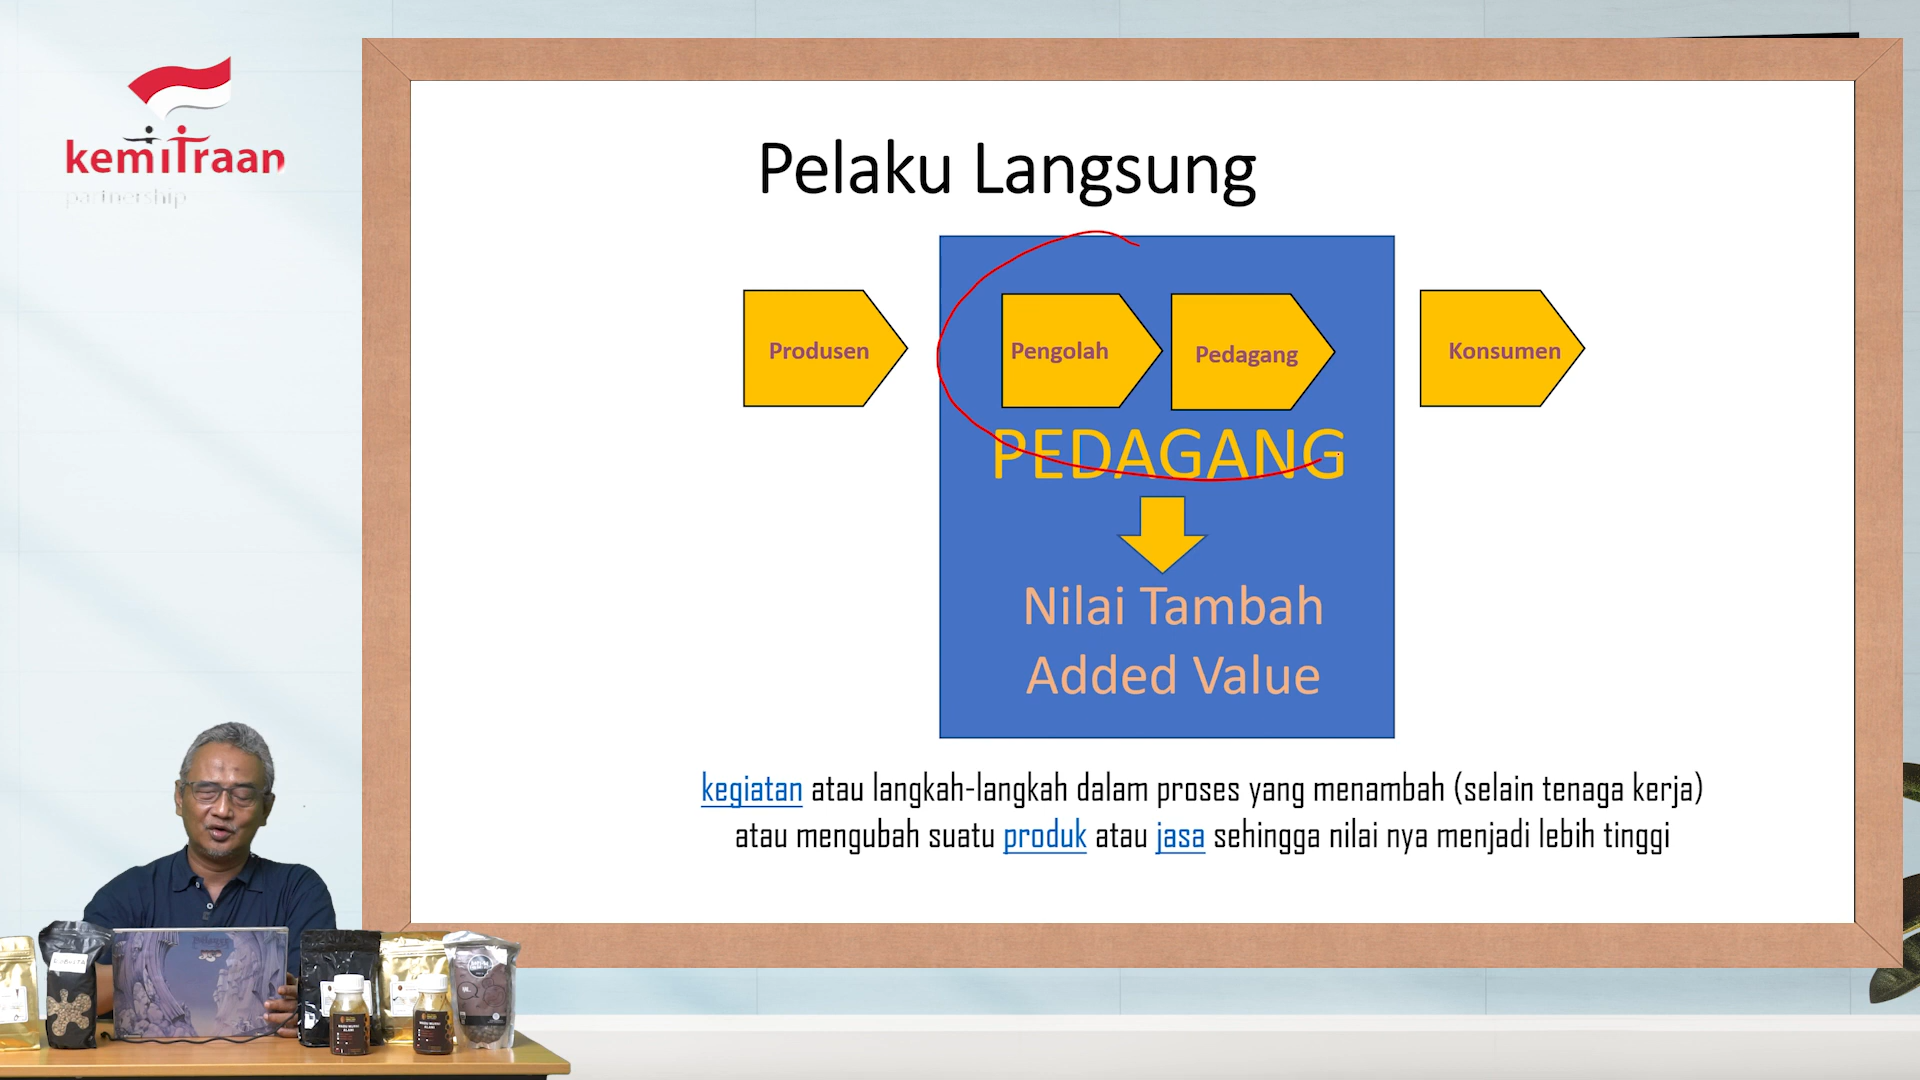 kemitraan
partnership
Pelaku Langsung
Produsen
Pengolah
Pedagang
Konsumen
PEDAGANG
Nilai Tambah
Added Value
kegiatan atau langkah-langkah dalam proses yang menambah (selain tenaga kerja)
atau mengubah suatu produk atau jasa sehingga nilai nya menjadi lebih tinggi